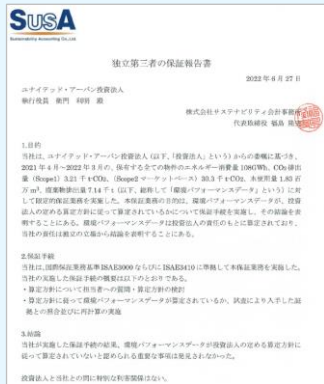 SusA
Sustainability Accounting Co.,Ltd.
独立第三者の保証報告書
2022年6月27日
ユナイテッド・アーバン投資法人
執行役員 衛門 利明 殿
株式会社サステナビリティ会計事務所
代表取締役 福島 隆史
1.目的
当社は、ユナイテッド・アーバン投資法人(以下、「投資法人」という)からの委嘱に基づき、
2021年4月~2022年3月の、保有する全ての物件のエネルギー消費量108GWh、CO₂排出
量(Scope1)3.21千t-CO₂、(Scope2マーケットベース)33.3千t-CO₂、水使用量1.83百
万m³、廃棄物排出量7.14千t(以下、総称して「環境パフォーマンスデータ」という)に対
して限定的保証業務を実施した。本保証業務の目的は、環境パフォーマンスデータが、投資
法人の定める算定方針に従って算定されているかについて保証手続を実施し、その結論を表
明することにある。環境パフォーマンスデータは投資法人の責任のもとに算定されており、
当社の責任は独立の立場から結論を表明することにある。
2.保証手続
当社は、国際保証業務基準ISAE3000ならびにISAE3410に準拠して本保証業務を実施した。
当社の実施した保証手続の概要は以下のとおりである。
・算定方針について担当者への質問・算定方針の検討
・算定方針に従って環境パフォーマンスデータが算定されているか、試査により入手した証
拠との照合並びに再計算の実施
3.結論
当社が実施した保証手続の結果、環境パフォーマンスデータが投資法人の定める算定方針に
従って算定されていないと認められる重要な事項は発見されなかった。
投資法人と当社との間に特別な利害関係はない。